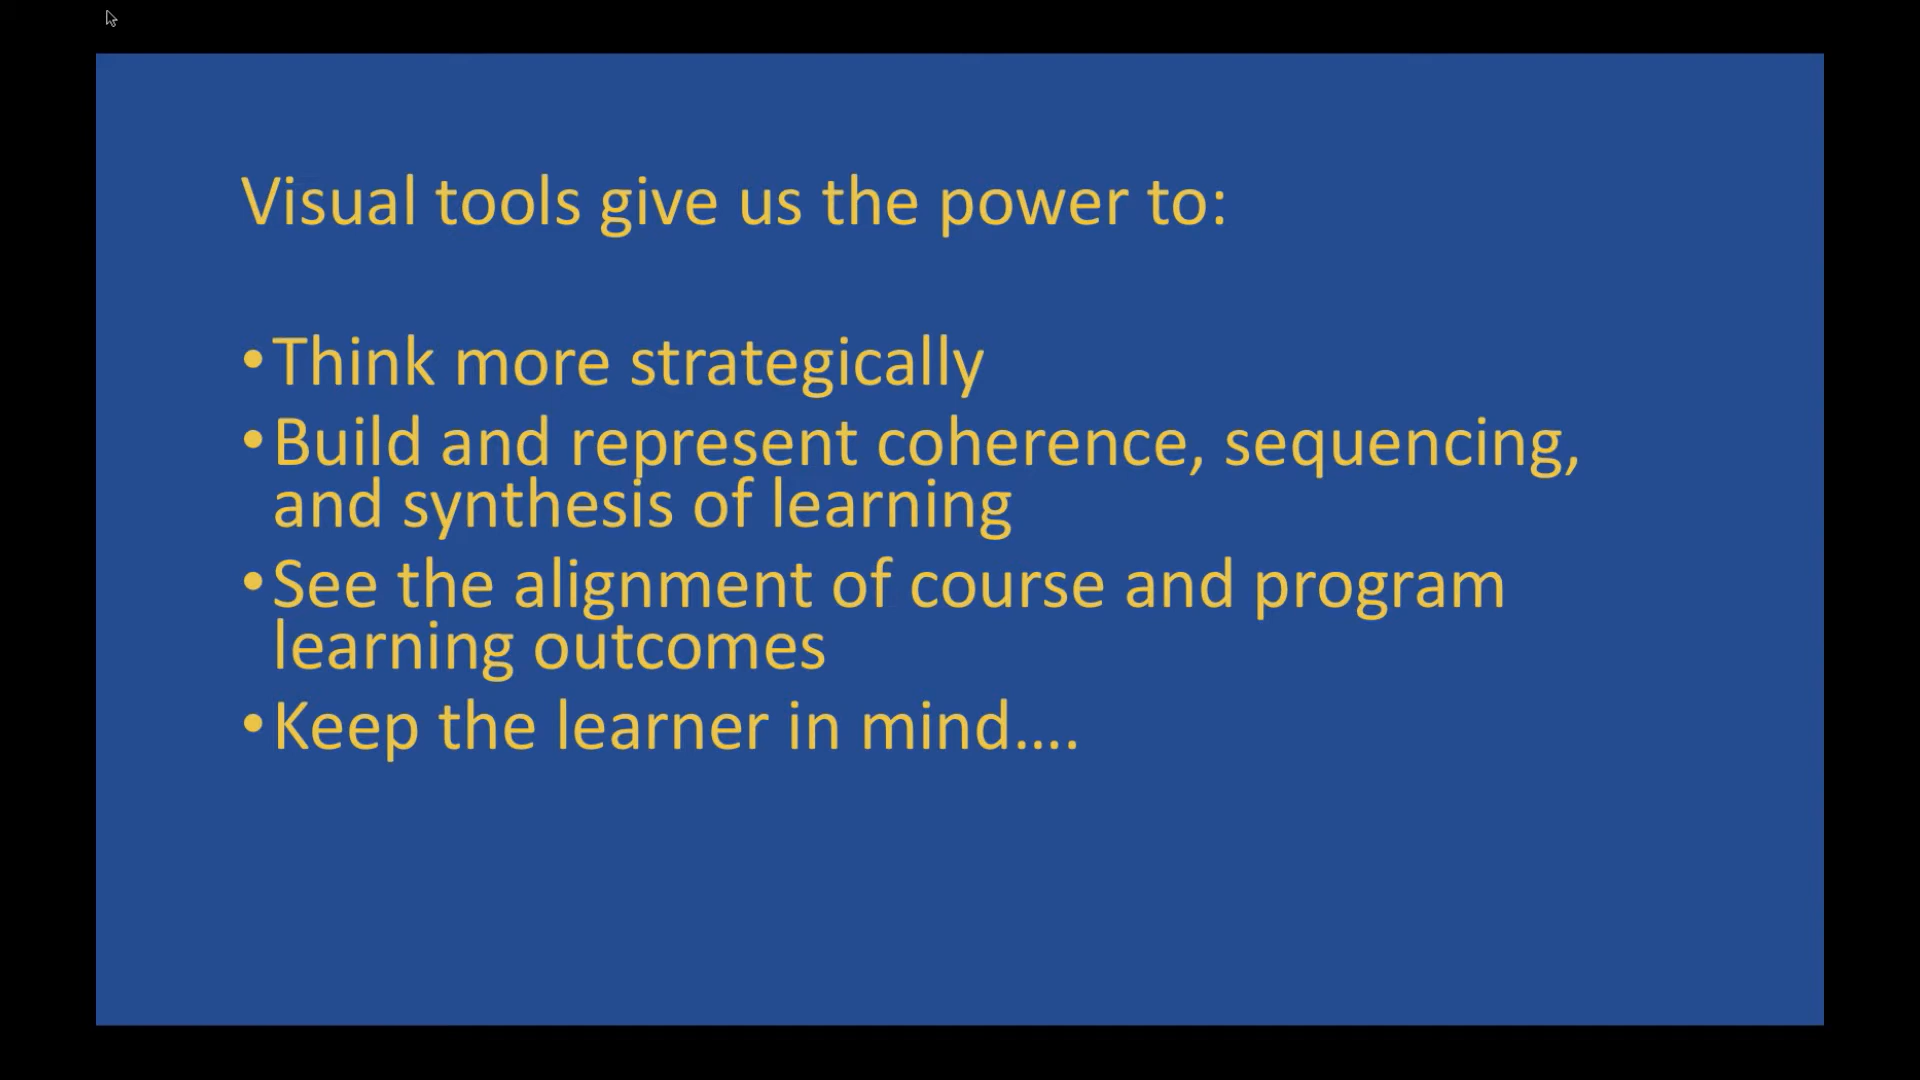 Visual tools give us the power to:
•Think more strategically
•Build and represent coherence, sequencing,
and synthesis of learning
•See the alignment of course and program
learning outcomes
•Keep the learner in mind....